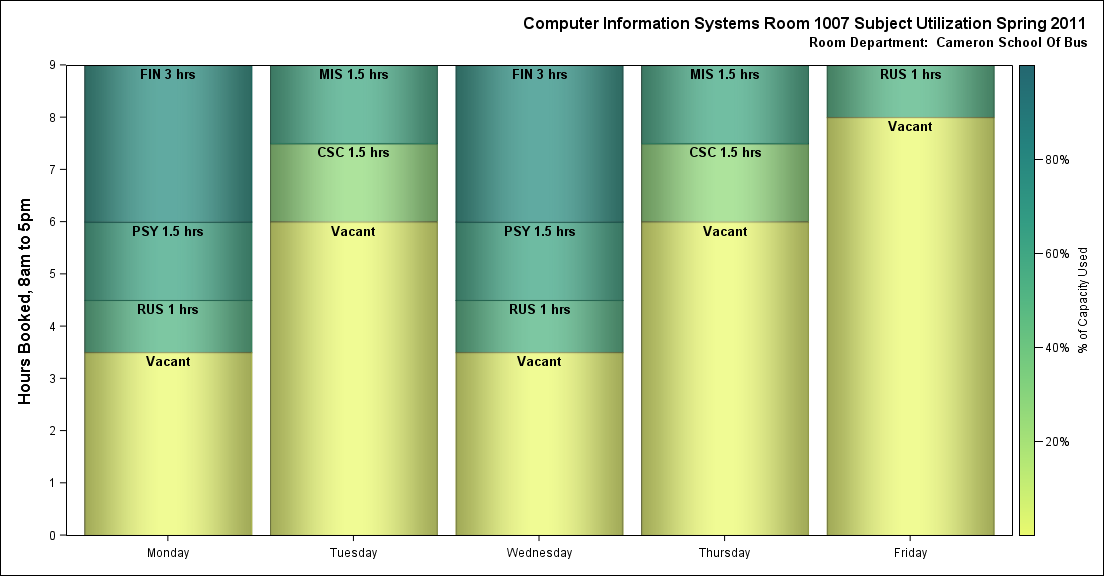 Computer Information Systems Room 1007 Subject Utilization Spring 2011
Room Department:  Cameron School Of Bus
Hours Booked, 8am to 5pm
9
8
7
6
5
4
3
2
1
0
FIN 3 hrs
PSY 1.5 hrs
RUS 1 hrs
Vacant
MIS 1.5 hrs
CSC 1.5 hrs
Vacant
FIN 3 hrs
PSY 1.5 hrs
RUS 1 hrs
Vacant
MIS 1.5 hrs
CSC 1.5 hrs
Vacant
RUS 1 hrs
Vacant
Monday
Tuesday
Wednesday
Thursday
Friday
80%
60%
40%
20%
% of Capacity Used